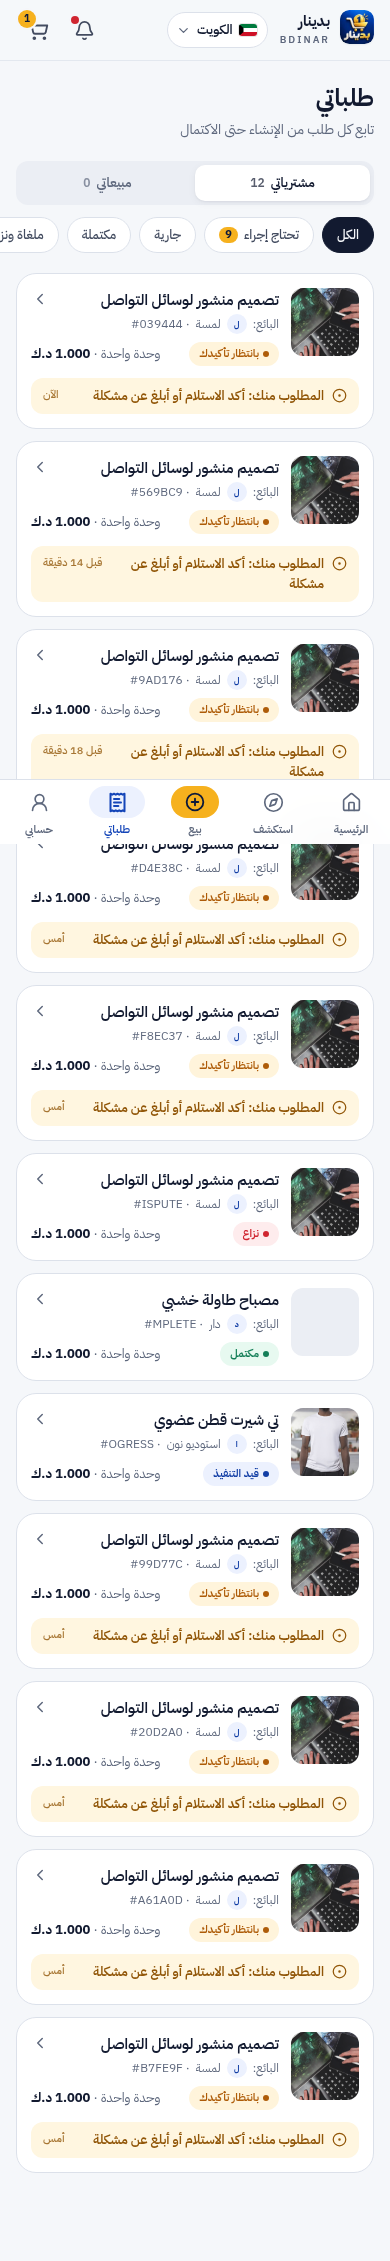 بدينار
BDINAR
الكويت
1
طلباتي
تابع كل طلب من الإنشاء حتى الاكتمال
مشترياتي 12
مبيعاتي 0
الكل
تحتاج إجراء 9
جارية
مكتملة
ملغاة ونز
تصميم منشور لوسائل التواصل
البائع: ل لمسة · #039444
بانتظار تأكيدك
وحدة واحدة · 1.000 د.ك
المطلوب منك: أكد الاستلام أو أبلغ عن مشكلة
الآن
تصميم منشور لوسائل التواصل
البائع: ل لمسة · #569BC9
بانتظار تأكيدك
وحدة واحدة · 1.000 د.ك
المطلوب منك: أكد الاستلام أو أبلغ عن
مشكلة
قبل 14 دقيقة
تصميم منشور لوسائل التواصل
البائع: ل لمسة · #9AD176
بانتظار تأكيدك
وحدة واحدة · 1.000 د.ك
المطلوب منك: أكد الاستلام أو أبلغ عن
مشكلة
قبل 18 دقيقة
الرئيسية
استكشف
بيع
طلباتي
حسابي
تصميم منشور لوسائل التواصل
البائع: ل لمسة · #D4E38C
بانتظار تأكيدك
وحدة واحدة · 1.000 د.ك
المطلوب منك: أكد الاستلام أو أبلغ عن مشكلة
أمس
تصميم منشور لوسائل التواصل
البائع: ل لمسة · #F8EC37
بانتظار تأكيدك
وحدة واحدة · 1.000 د.ك
المطلوب منك: أكد الاستلام أو أبلغ عن مشكلة
أمس
تصميم منشور لوسائل التواصل
البائع: ل لمسة · #ISPUTE
نزاع
وحدة واحدة · 1.000 د.ك
مصباح طاولة خشبي
البائع: د دار · #MPLETE
مكتمل
وحدة واحدة · 1.000 د.ك
تي شيرت قطن عضوي
البائع: ا استوديو نون · #OGRESS
قيد التنفيذ
وحدة واحدة · 1.000 د.ك
تصميم منشور لوسائل التواصل
البائع: ل لمسة · #99D77C
بانتظار تأكيدك
وحدة واحدة · 1.000 د.ك
المطلوب منك: أكد الاستلام أو أبلغ عن مشكلة
أمس
تصميم منشور لوسائل التواصل
البائع: ل لمسة · #20D2A0
بانتظار تأكيدك
وحدة واحدة · 1.000 د.ك
المطلوب منك: أكد الاستلام أو أبلغ عن مشكلة
أمس
تصميم منشور لوسائل التواصل
البائع: ل لمسة · #A61A0D
بانتظار تأكيدك
وحدة واحدة · 1.000 د.ك
المطلوب منك: أكد الاستلام أو أبلغ عن مشكلة
أمس
تصميم منشور لوسائل التواصل
البائع: ل لمسة · #B7FE9F
بانتظار تأكيدك
وحدة واحدة · 1.000 د.ك
المطلوب منك: أكد الاستلام أو أبلغ عن مشكلة
أمس